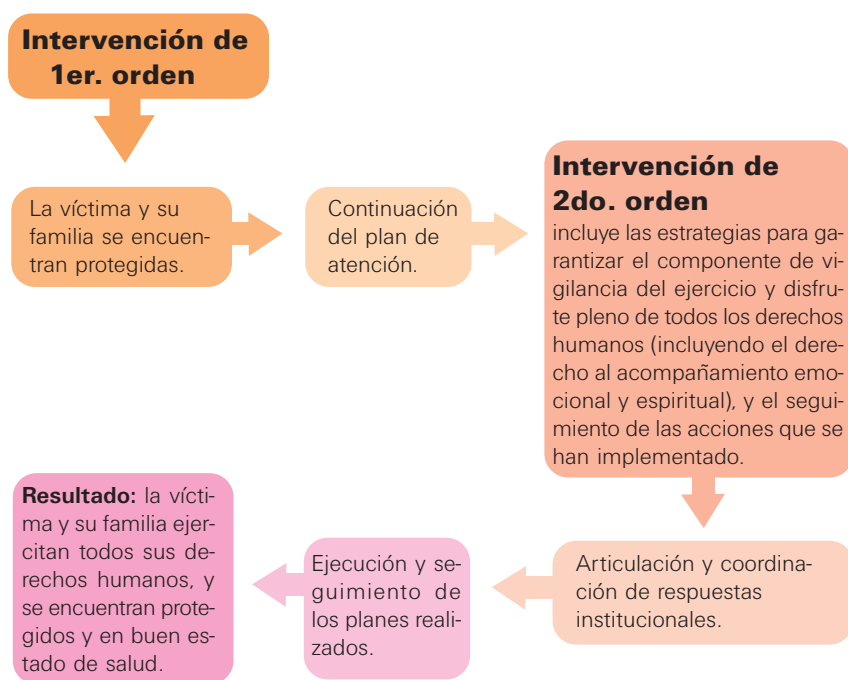 Intervención de
1er. orden
La víctima y su
familia se encuen-
tran protegidas.
Continuación
del plan de
atención.
Intervención de
2do. orden
incluye las estrategias para ga-
rantizar el componente de vi-
gilancia del ejercicio y disfru-
te pleno de todos los derechos
humanos (incluyendo el dere-
cho al acompañamiento emo-
cional y espiritual), y el segui-
miento de las acciones que se
han implementado.
Articulación y coordina-
ción de respuestas
institucionales.
Ejecución y se-
guimiento de
los planes reali-
zados.
Resultado: la vícti-
ma y su familia ejer-
citan todos sus de-
rechos humanos, y
se encuentran prote-
gidos y en buen es-
tado de salud.